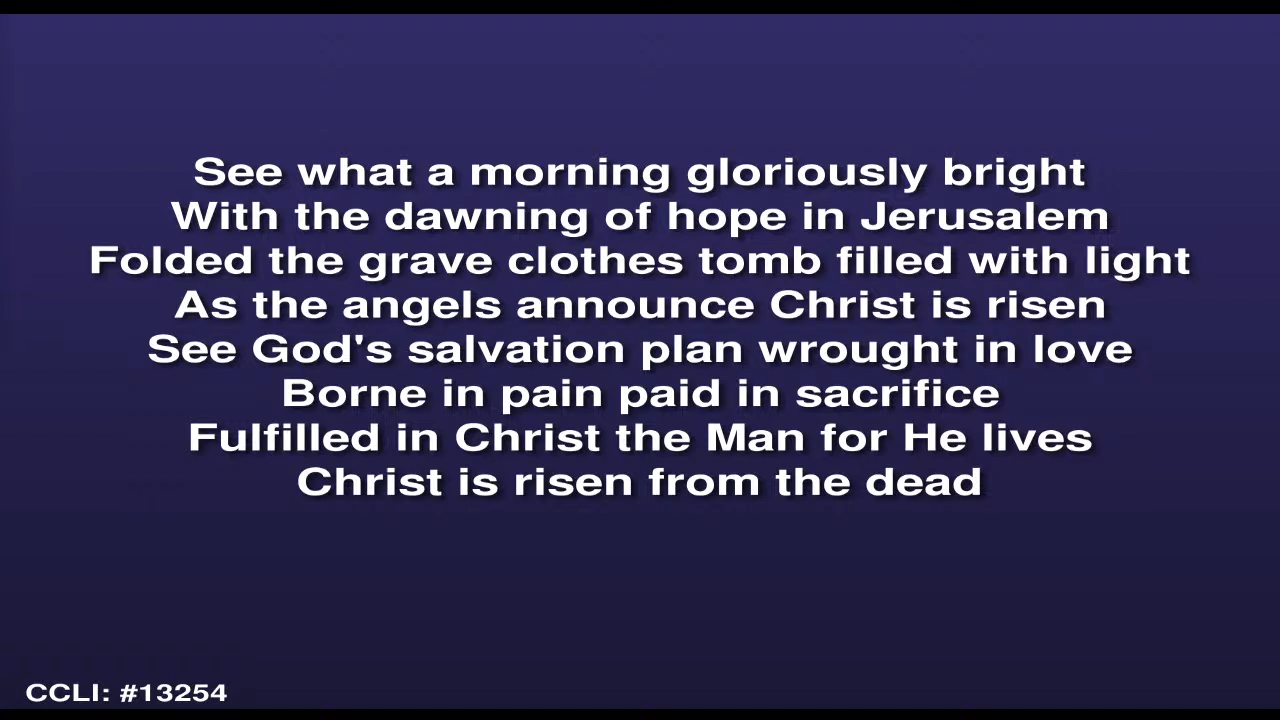 See what a morning gloriously bright
With the dawning of hope in Jerusalem
Folded the grave clothes tomb filled with light
As the angels announce Christ is risen
See God's salvation plan wrought in love
Borne in pain paid in sacrifice
Fulfilled in Christ the Man for He lives
Christ is risen from the dead
CCLI: #13254